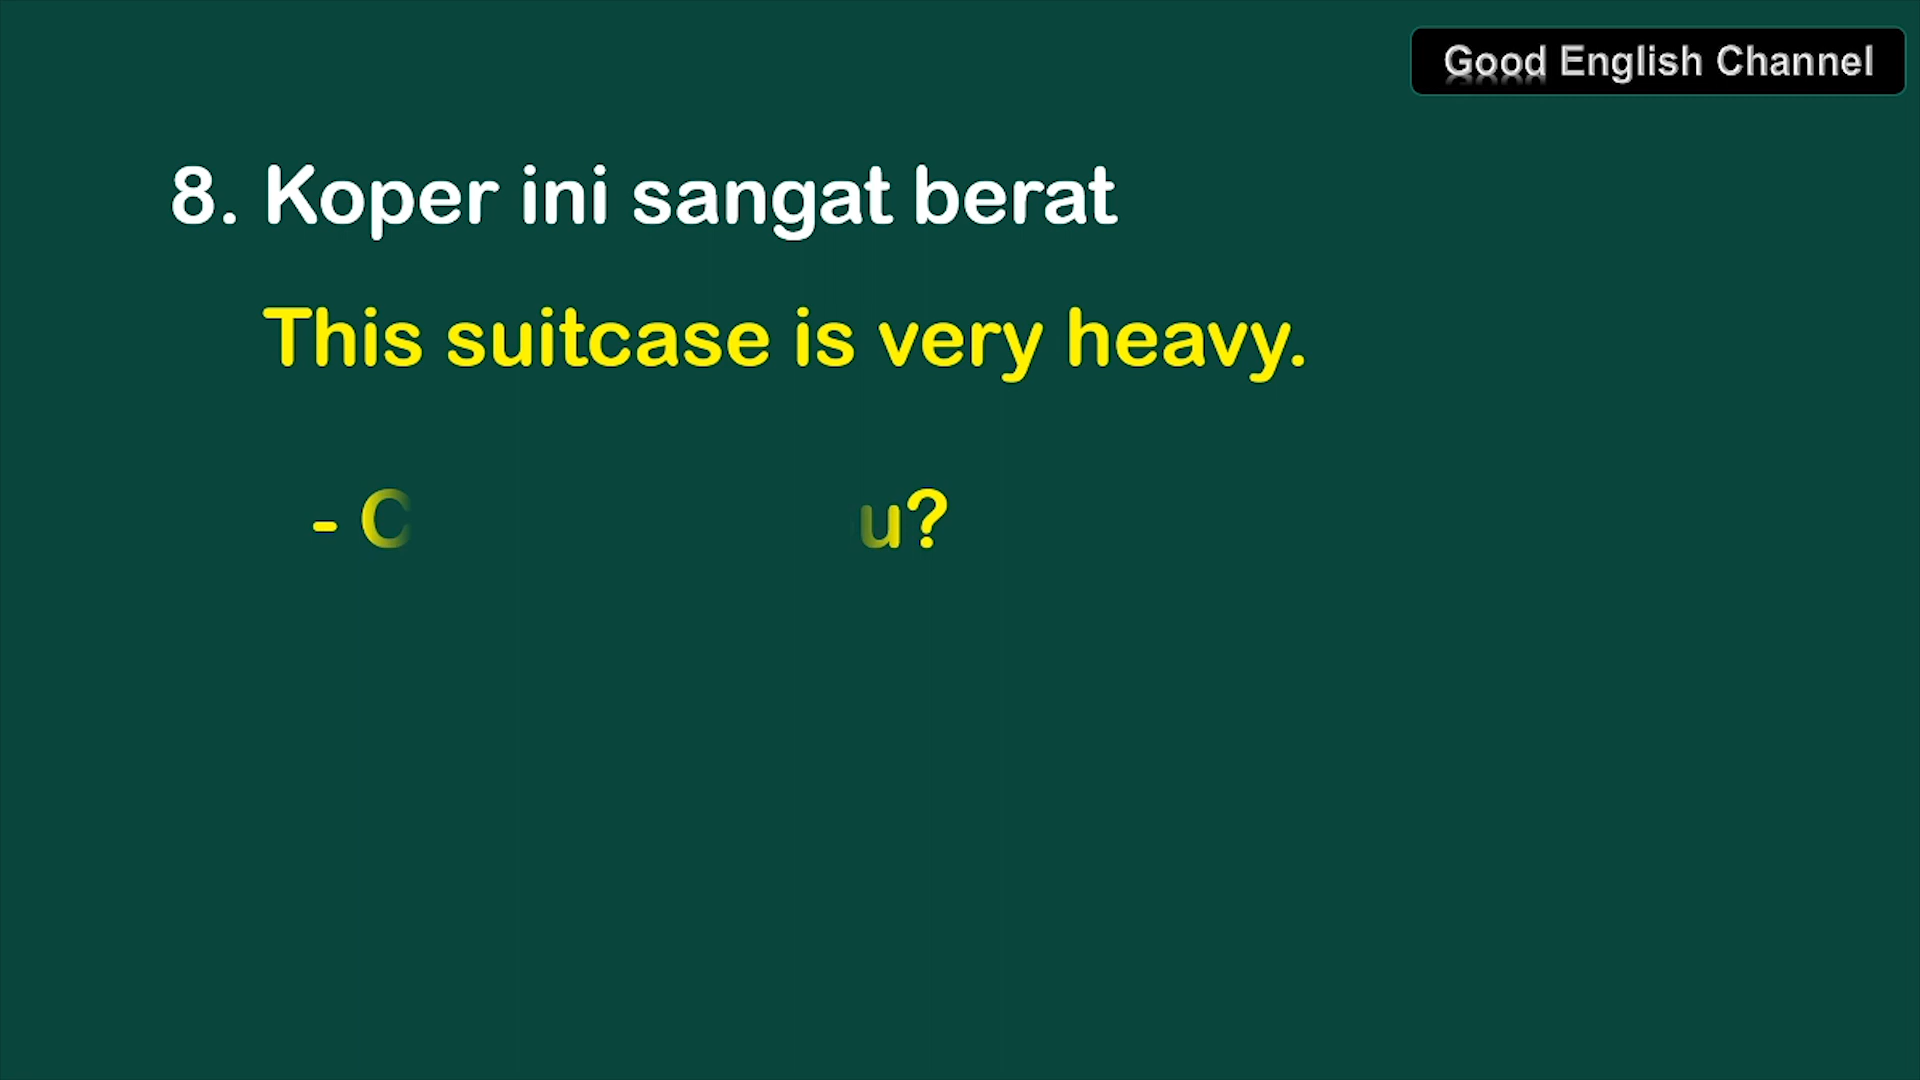 Good English Channel
8. Koper ini sangat berat
This suitcase is very heavy.
- C u?